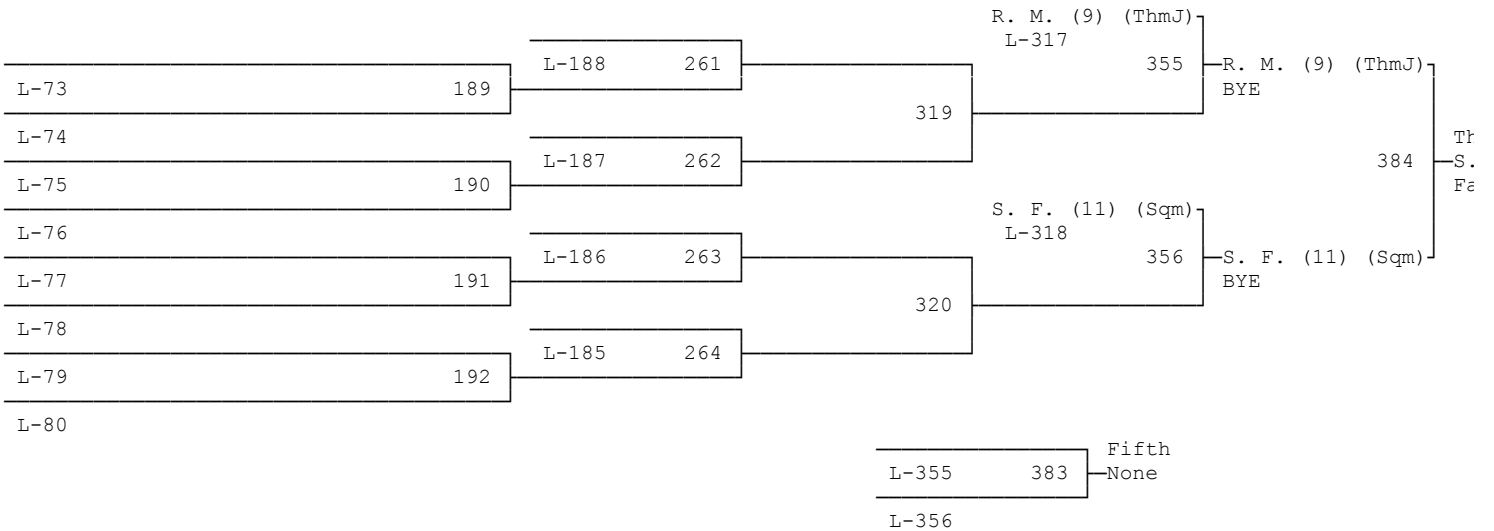 R. M. (9) (ThmJ)
L-317
L-188 261
355 R. M. (9) (ThmJ)
L-73 189
BYE
319
L-74
Th
L-187 262
384 S.
L-75 190
Fa
S. F. (11) (Sqm)
L-76
L-318
L-186 263
356 S. F. (11) (Sqm)
L-77 191
BYE
320
L-78
L-185 264
L-79 192
L-80
Fifth
L-355 383 None
L-356